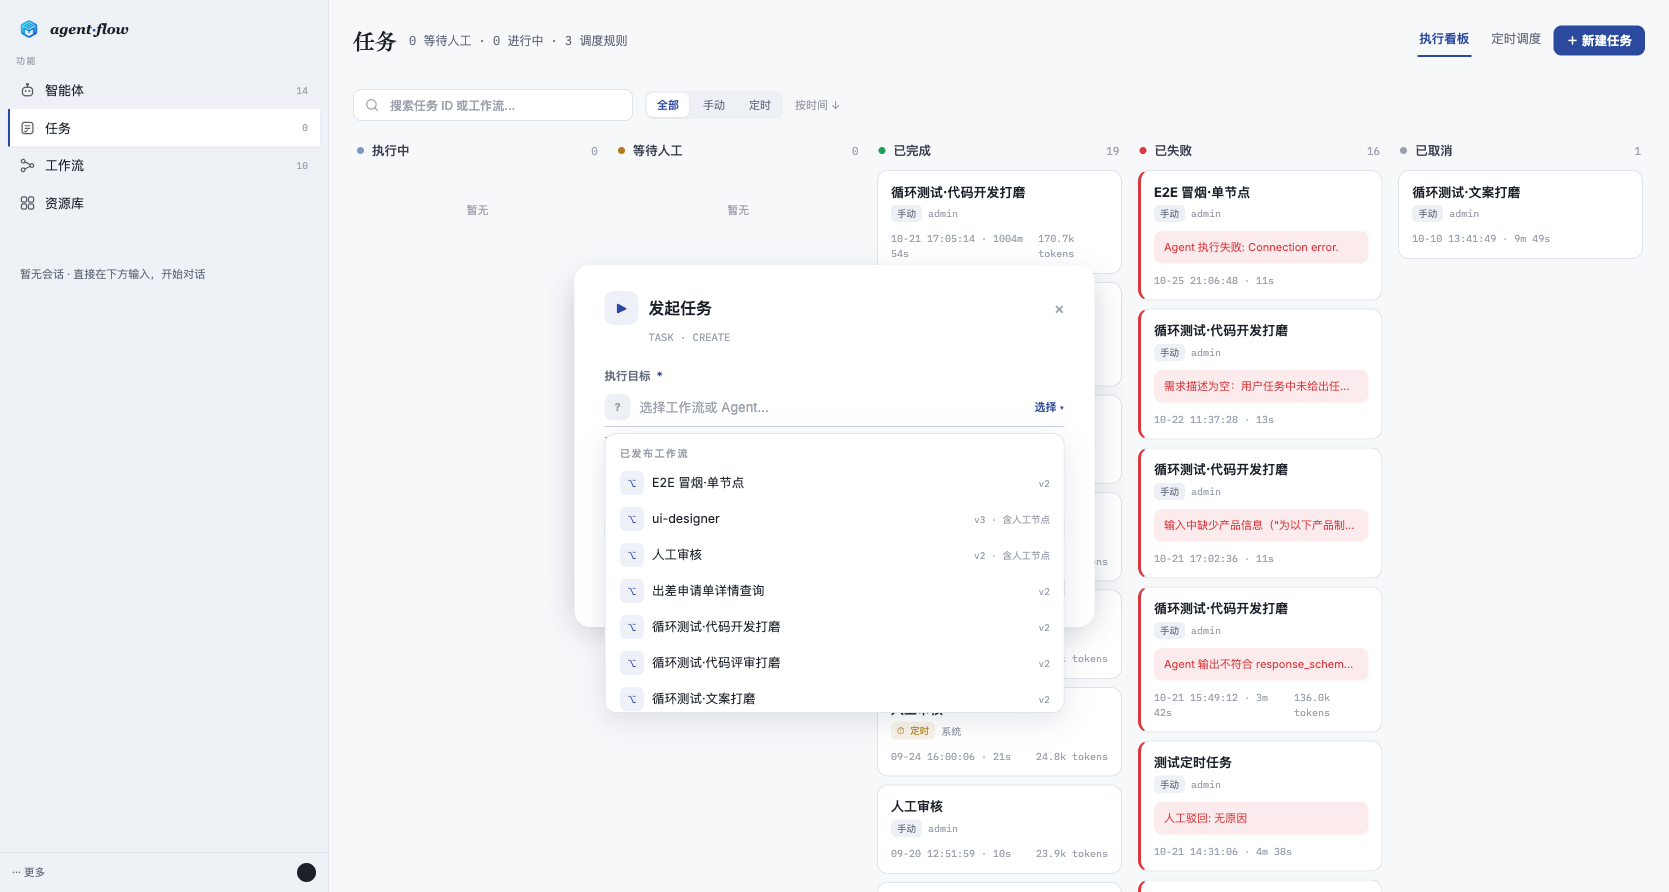 agent·flow
功能
智能体 14
任务 0
工作流 10
资源库
暂无会话 · 直接在下方输入，开始对话
··· 更多
任务 0 等待人工 · 0 进行中 · 3 调度规则
执行看板 定时调度 + 新建任务
搜索任务 ID 或工作流... 全部 手动 定时 按时间 ↓
执行中 0
暂无
等待人工 0
暂无
已完成 19
循环测试·代码开发打磨
手动 admin
10-21 17:05:14 · 1004m 54s 170.7k tokens
ns
tokens
定时 系统
09-24 16:00:06 · 21s 24.8k tokens
人工审核
手动 admin
09-20 12:51:59 · 10s 23.9k tokens
已失败 16
E2E 冒烟·单节点
手动 admin
Agent 执行失败: Connection error.
10-25 21:06:48 · 11s
循环测试·代码开发打磨
手动 admin
需求描述为空：用户任务中未给出任...
10-22 11:37:28 · 13s
循环测试·代码开发打磨
手动 admin
输入中缺少产品信息（"为以下产品制...
10-21 17:02:36 · 11s
循环测试·代码开发打磨
手动 admin
Agent 输出不符合 response_schem...
10-21 15:49:12 · 3m 42s 136.0k tokens
测试定时任务
手动 admin
人工驳回: 无原因
10-21 14:31:06 · 4m 38s
已取消 1
循环测试·文案打磨
手动 admin
10-10 13:41:49 · 9m 49s
发起任务 ×
TASK · CREATE
执行目标 *
? 选择工作流或 Agent... 选择 ▾
已发布工作流
E2E 冒烟·单节点 v2
ui-designer v3 · 含人工节点
人工审核 v2 · 含人工节点
出差申请单详情查询 v2
循环测试·代码开发打磨 v2
循环测试·代码评审打磨 v2
循环测试·文案打磨 v2